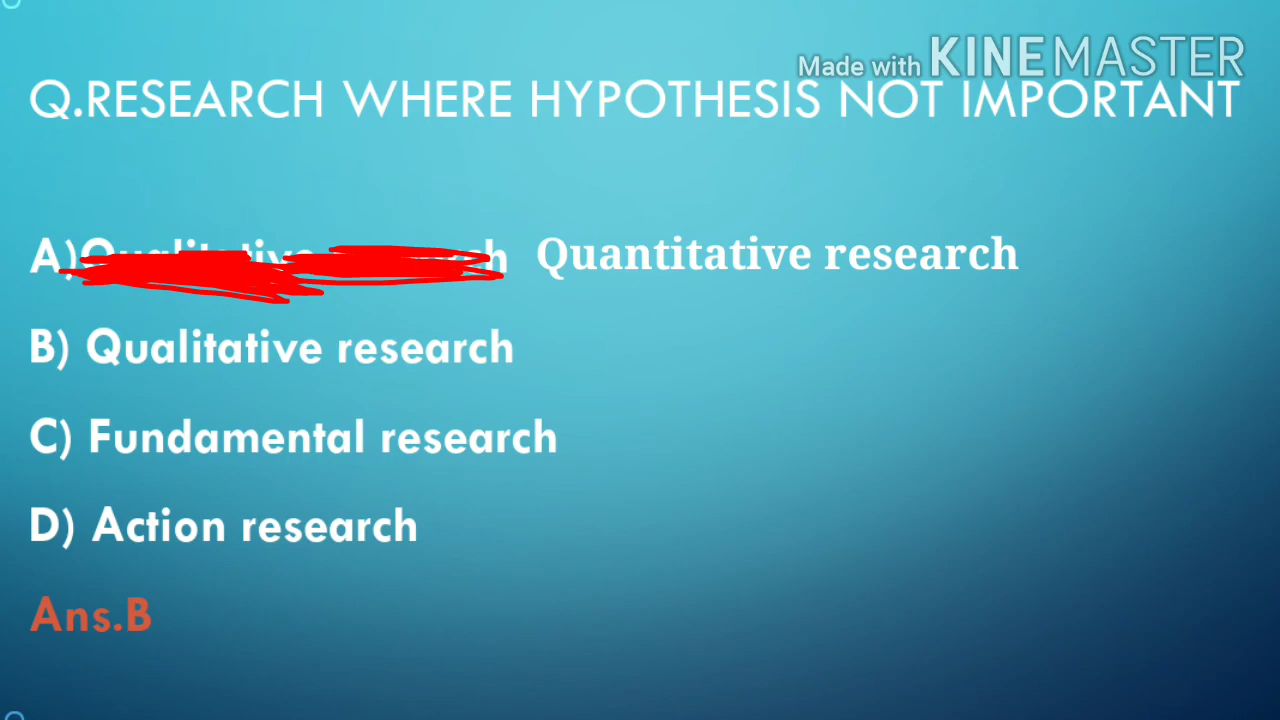 Made with KINEMASTER
Q.RESEARCH WHERE HYPOTHESIS NOT IMPORTANT
A) Quantitative research
B) Qualitative research
C) Fundamental research
D) Action research
Ans.B